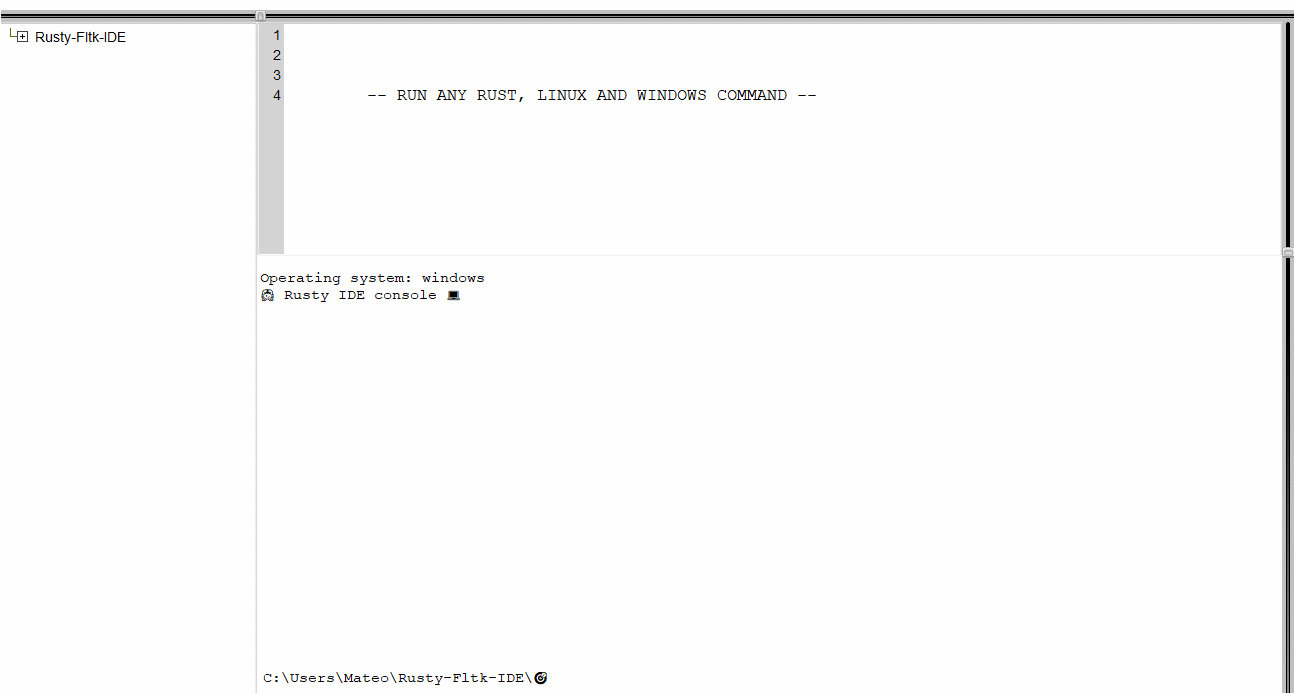 Rusty-Fltk-IDE
1
2
3
4 -- RUN ANY RUST, LINUX AND WINDOWS COMMAND --
Operating system: windows
Rusty IDE console
C:\Users\Mateo\Rusty-Fltk-IDE\